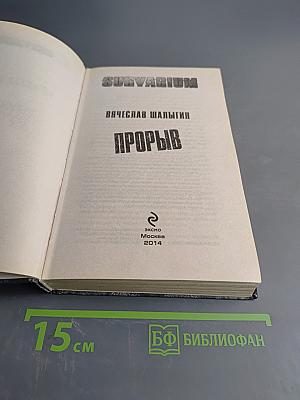 SURVARIUM
ВЯЧЕСЛАВ ШАЛЫГИН
ПРОРЫВ
ЭКСМО
Москва
2014
15 см
БФ БИБЛИОФАН